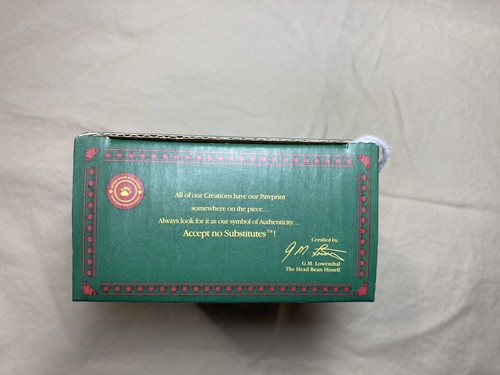 All of our Creations have our Pawprint
somewhere on the piece...
Always look for it as our symbol of Authenticity...
Accept no Substitutes™!
Certified by
G.M. Lowenthal
The Head Bean Hisself